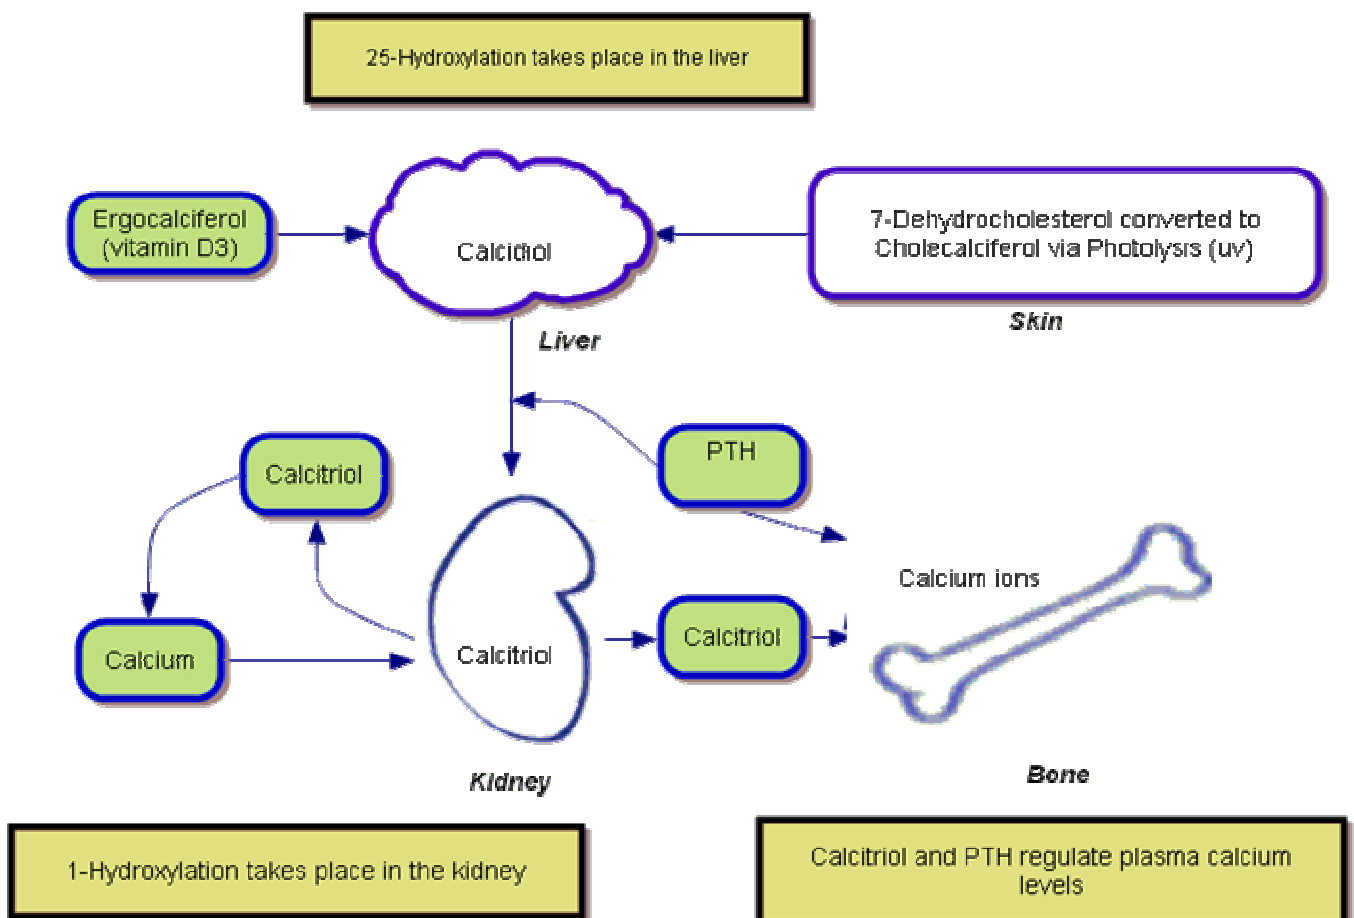 25-Hydroxylation takes place in the liver
Ergocalciferol
(vitamin D3)
Calcidiol
7-Dehydrocholesterol converted to
Cholecalciferol via Photolysis (uv)
Skin
Liver
PTH
Calcitriol
Calcium ions
Calcium
Calcitriol
Calcitriol
Kidney
Bone
1-Hydroxylation takes place in the kidney
Calcitriol and PTH regulate plasma calcium
levels